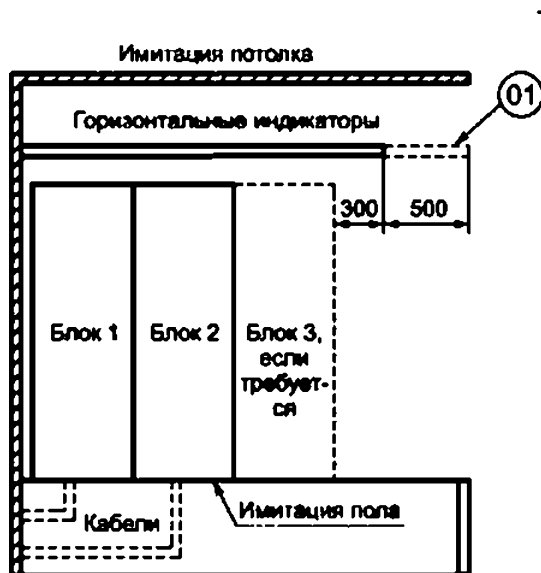 Имитация потолка
01
Горизонтальные индикаторы
300
500
Блок 1
Блок 2
Блок 3,
если
требует-
ся
Кабели
Имитация пола